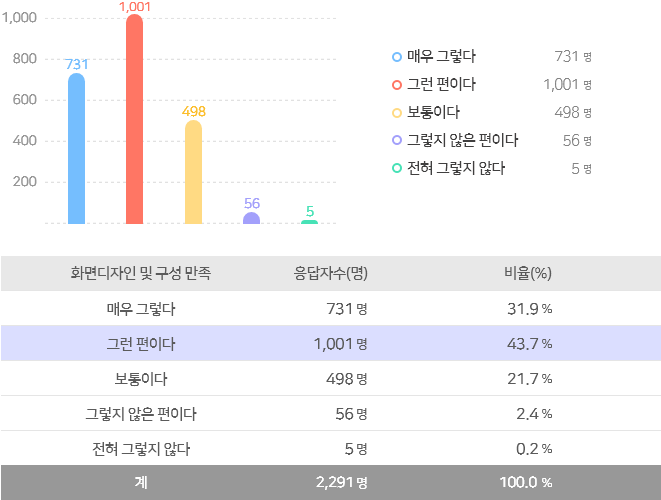 1,000
800
600
400
200
731
1,001
498
56
5
매우 그렇다 731 명
그런 편이다 1,001 명
보통이다 498 명
그렇지 않은 편이다 56 명
전혀 그렇지 않다 5 명
화면디자인 및 구성 만족 응답자수(명) 비율(%)
매우 그렇다 731 명 31.9 %
그런 편이다 1,001 명 43.7 %
보통이다 498 명 21.7 %
그렇지 않은 편이다 56 명 2.4 %
전혀 그렇지 않다 5 명 0.2 %
계 2,291 명 100.0 %